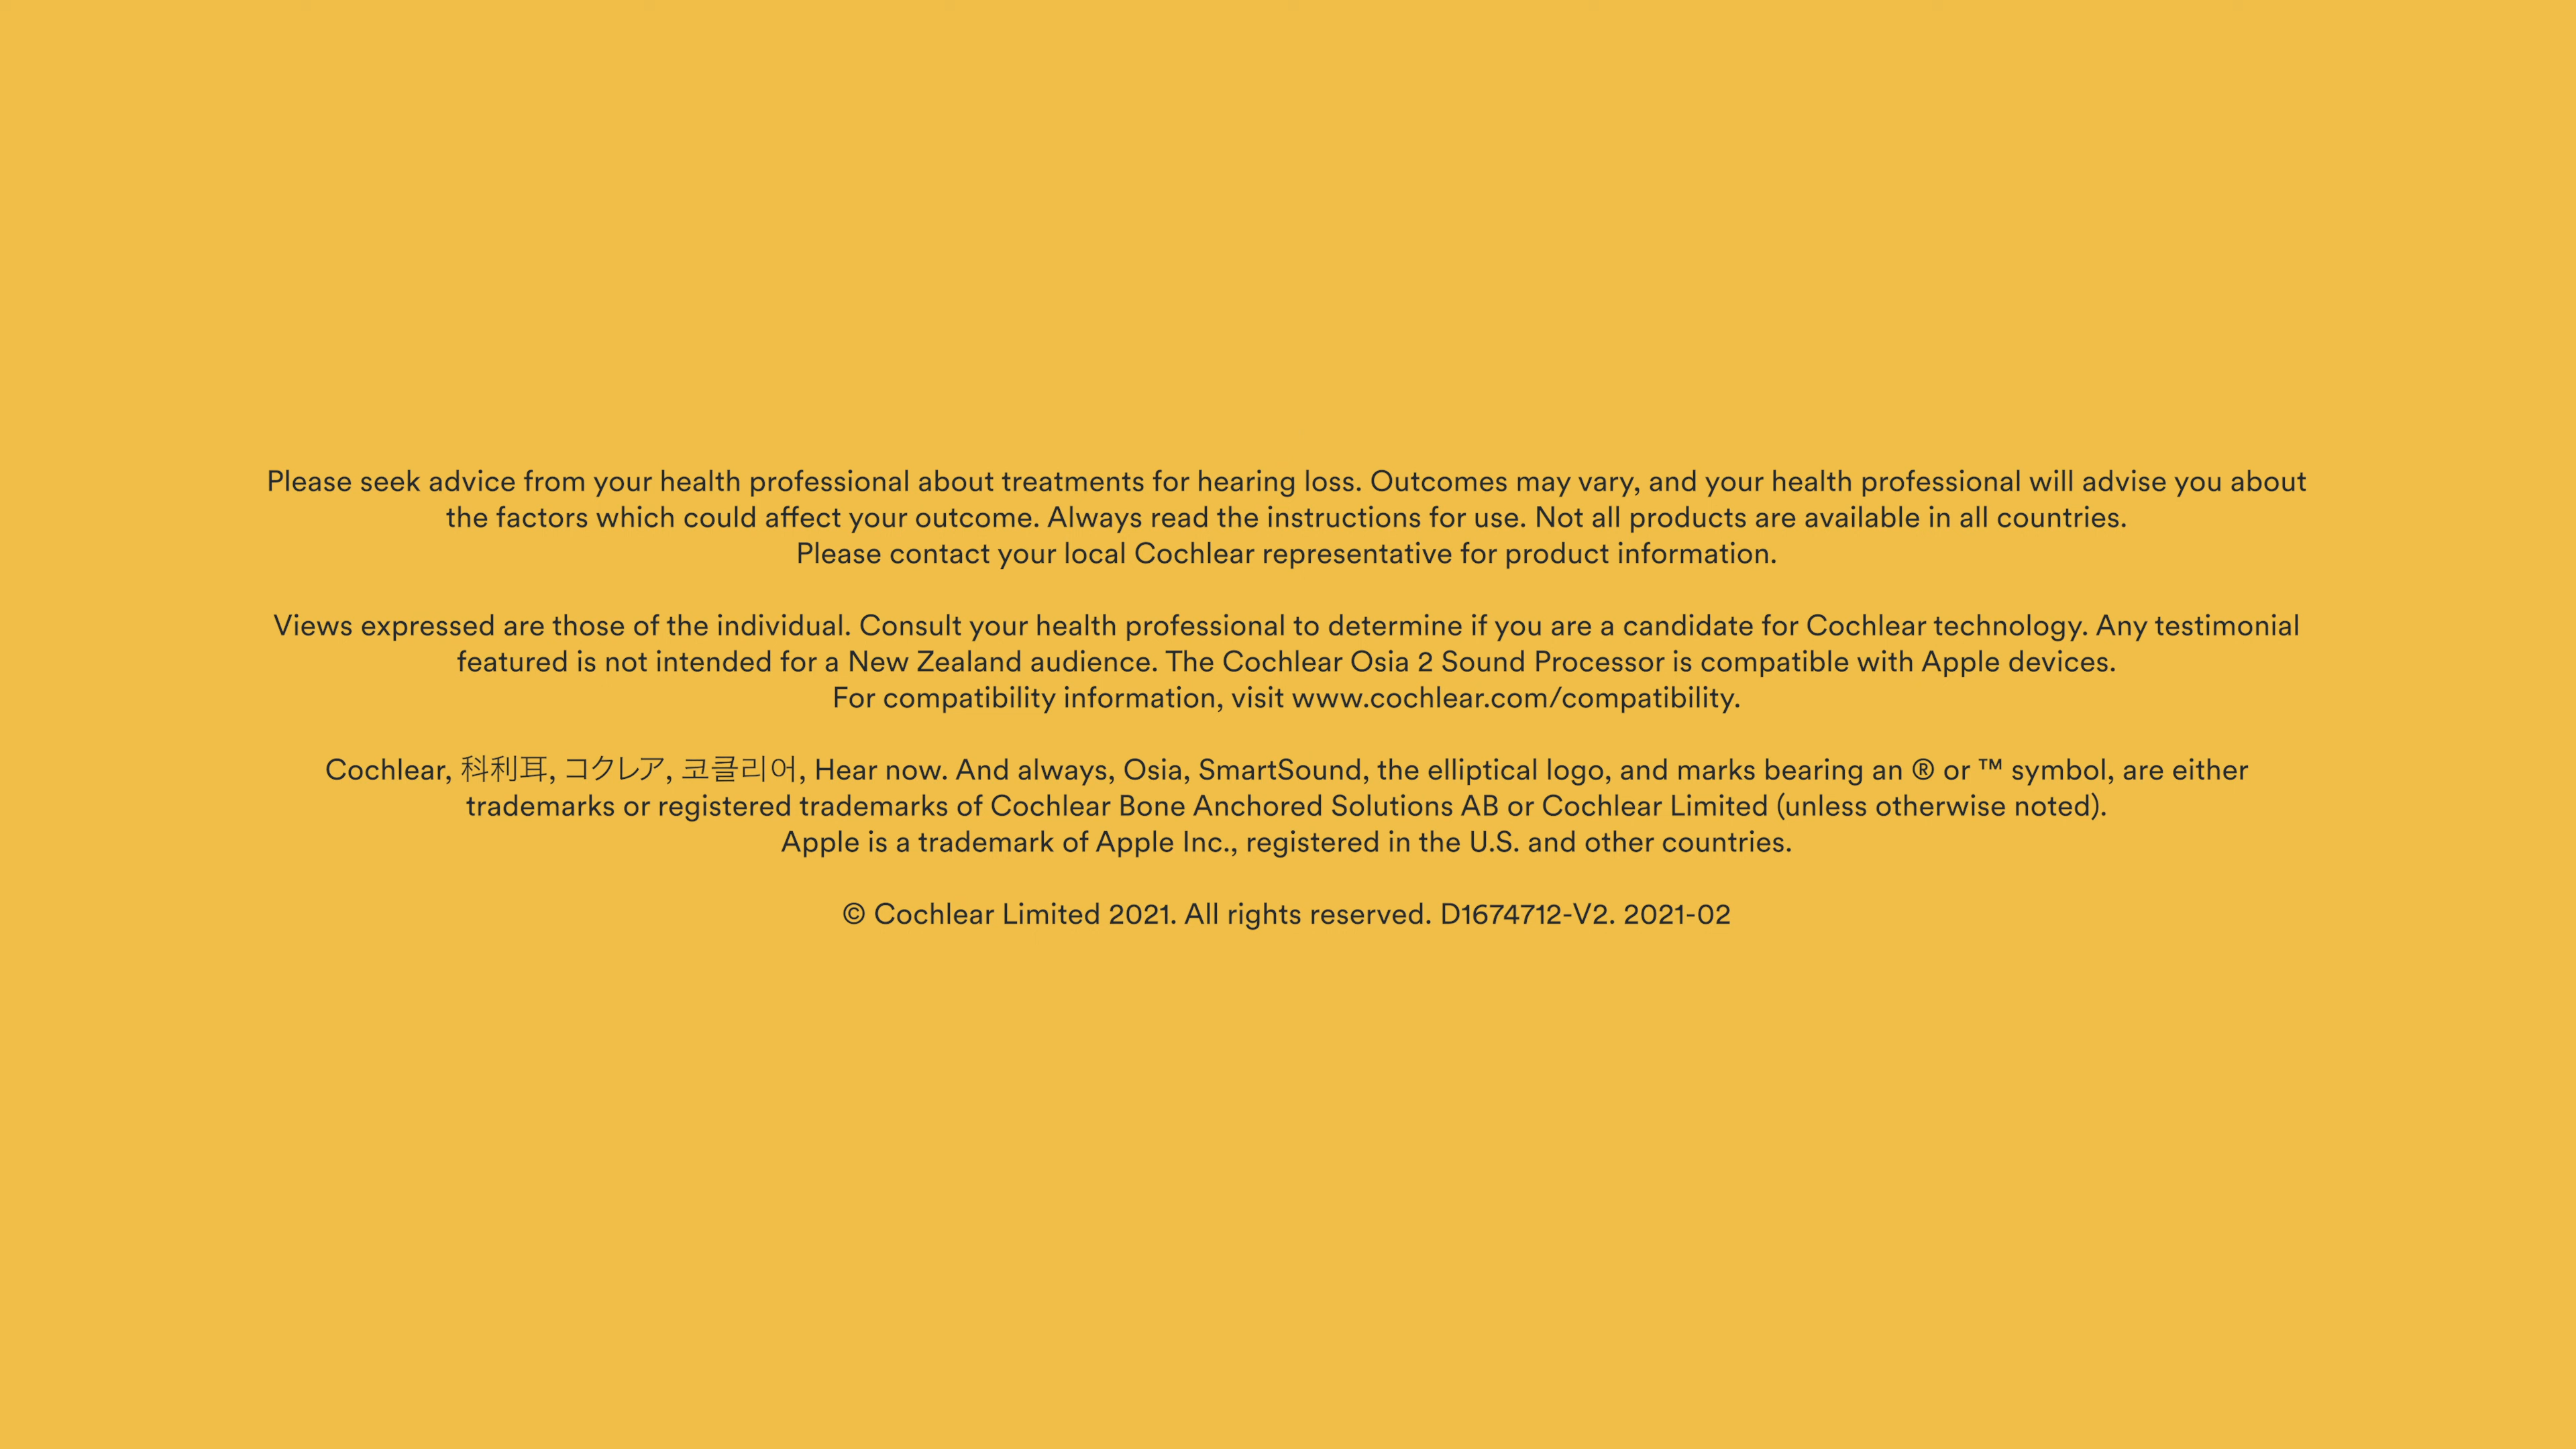 Please seek advice from your health professional about treatments for hearing loss. Outcomes may vary, and your health professional will advise you about
the factors which could affect your outcome. Always read the instructions for use. Not all products are available in all countries.
Please contact your local Cochlear representative for product information.
Views expressed are those of the individual. Consult your health professional to determine if you are a candidate for Cochlear technology. Any testimonial
featured is not intended for a New Zealand audience. The Cochlear Osia 2 Sound Processor is compatible with Apple devices.
For compatibility information, visit www.cochlear.com/compatibility.
Cochlear, 科利耳, コクレア, 코클리어, Hear now. And always, Osia, SmartSound, the elliptical logo, and marks bearing an ® or ™ symbol, are either
trademarks or registered trademarks of Cochlear Bone Anchored Solutions AB or Cochlear Limited (unless otherwise noted).
Apple is a trademark of Apple Inc., registered in the U.S. and other countries.
© Cochlear Limited 2021. All rights reserved. D1674712-V2. 2021-02